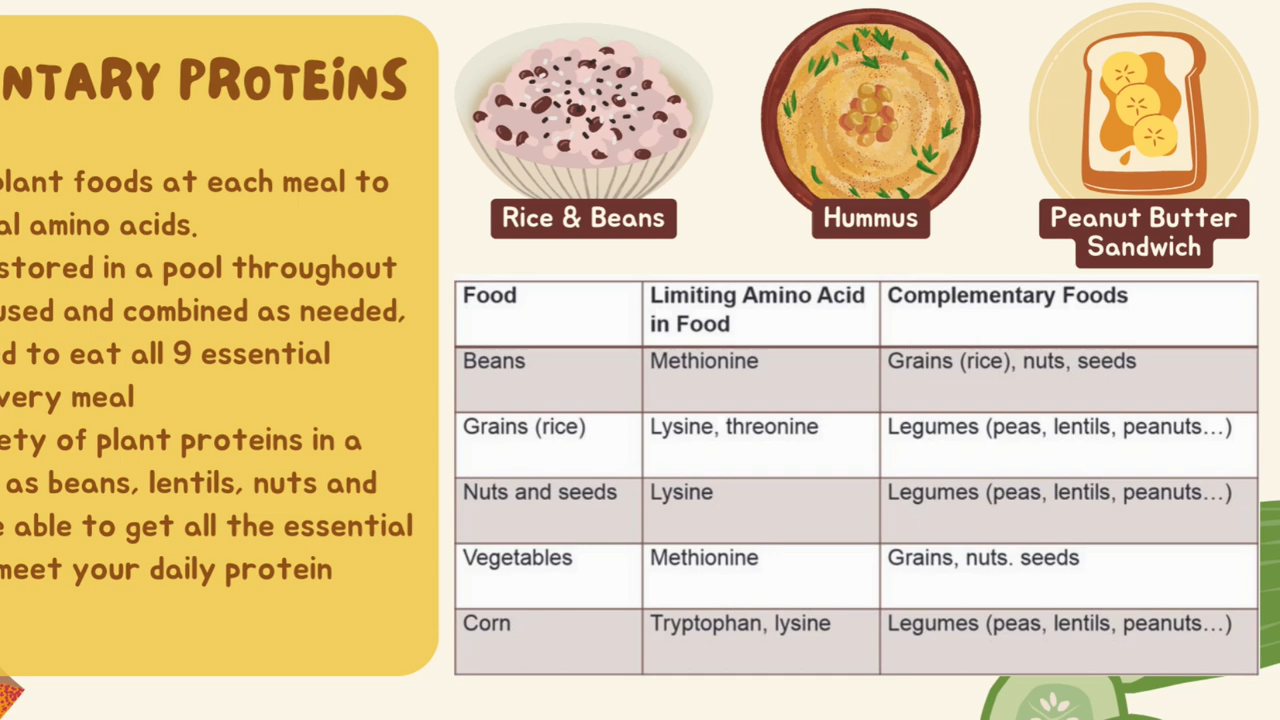 NTARY PROTEINS
plant foods at each meal to
al amino acids.
stored in a pool throughout
used and combined as needed,
d to eat all 9 essential
very meal
ety of plant proteins in a
as beans, lentils, nuts and
e able to get all the essential
meet your daily protein
Rice & Beans
Hummus
Peanut Butter
Sandwich
Food Limiting Amino Acid Complementary Foods
in Food
Beans Methionine Grains (rice), nuts, seeds
Grains (rice) Lysine, threonine Legumes (peas, lentils, peanuts…)
Nuts and seeds Lysine Legumes (peas, lentils, peanuts…)
Vegetables Methionine Grains, nuts. seeds
Corn Tryptophan, lysine Legumes (peas, lentils, peanuts…)